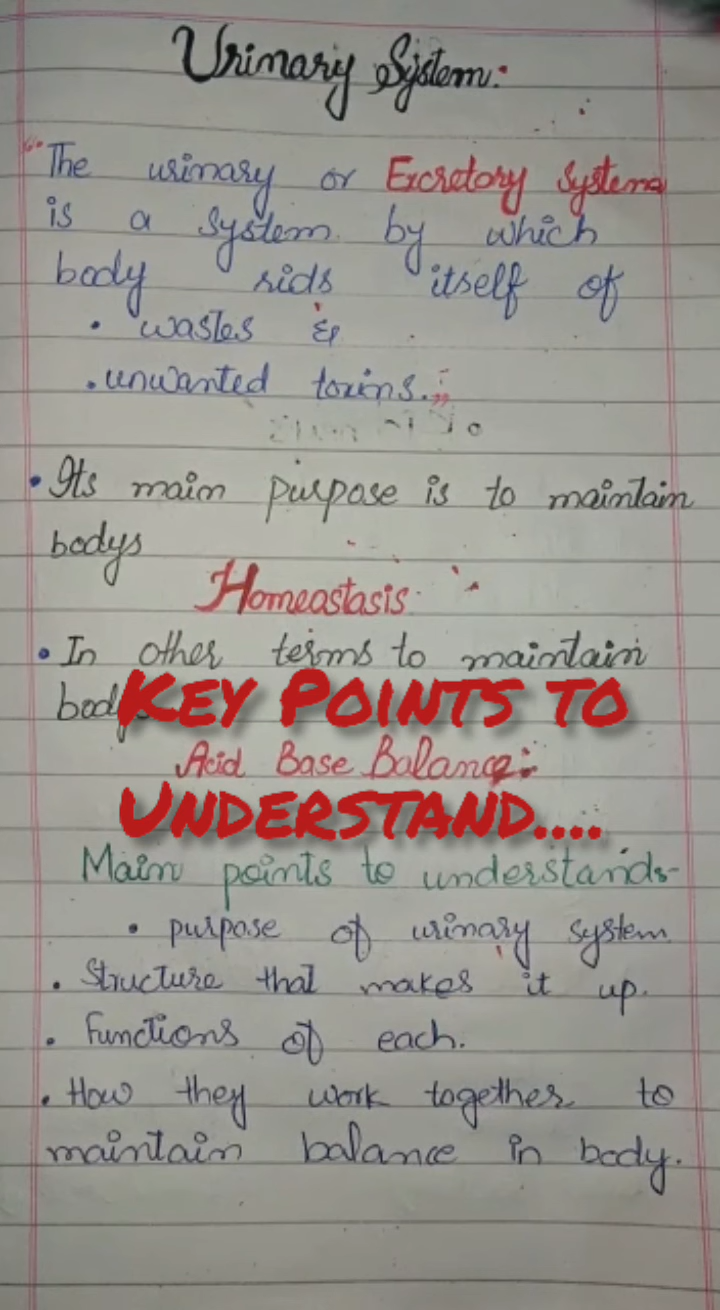 Urinary System:
"The urinary or Excretory System
is a system by which
body rids itself of
• wastes &
• unwanted toxins."
• Its main purpose is to maintain
bodys
Homeastasis
• In other terms to maintain
bodys
KEY POINTS TO
Acid Base Balance:
UNDERSTAND....
Main points to understands-
• purpose of urinary system
• Structure that makes it up.
• Functions of each.
• How they work together to
maintain balance in body.